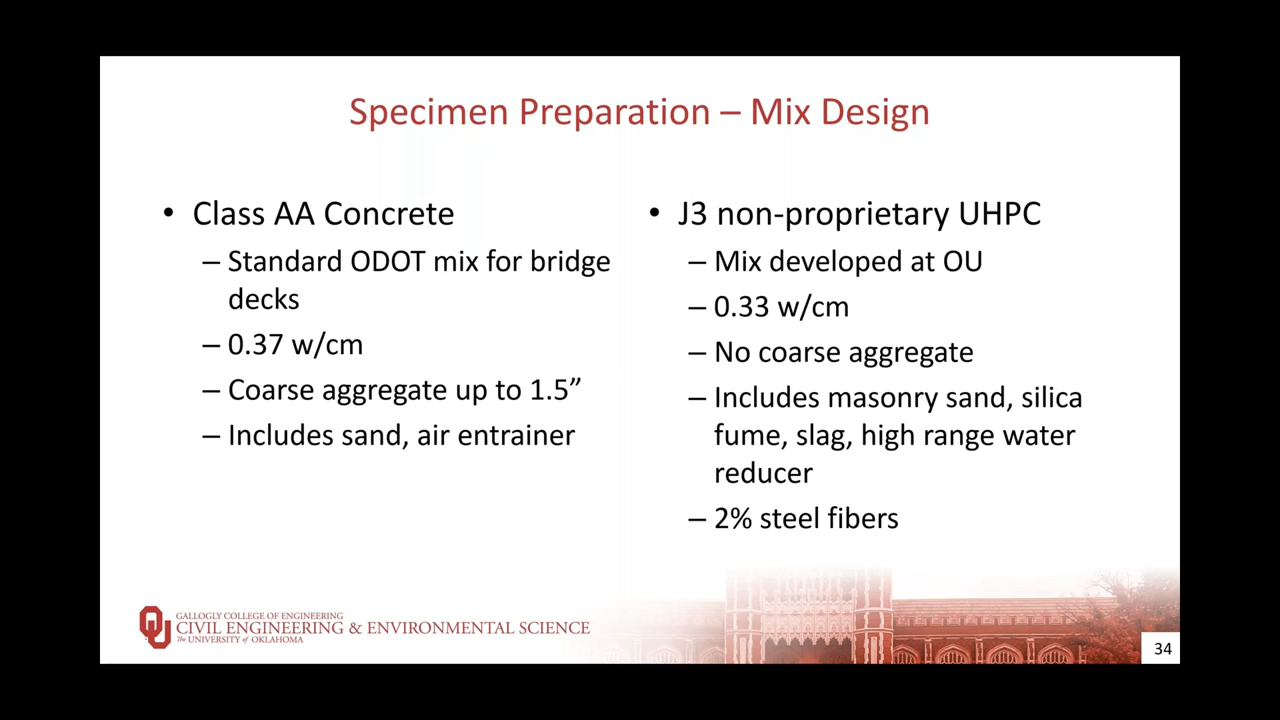 Specimen Preparation – Mix Design
• Class AA Concrete
– Standard ODOT mix for bridge
decks
– 0.37 w/cm
– Coarse aggregate up to 1.5”
– Includes sand, air entrainer
• J3 non-proprietary UHPC
– Mix developed at OU
– 0.33 w/cm
– No coarse aggregate
– Includes masonry sand, silica
fume, slag, high range water
reducer
– 2% steel fibers
GALLOGLY COLLEGE OF ENGINEERING
CIVIL ENGINEERING & ENVIRONMENTAL SCIENCE
The UNIVERSITY of OKLAHOMA
34